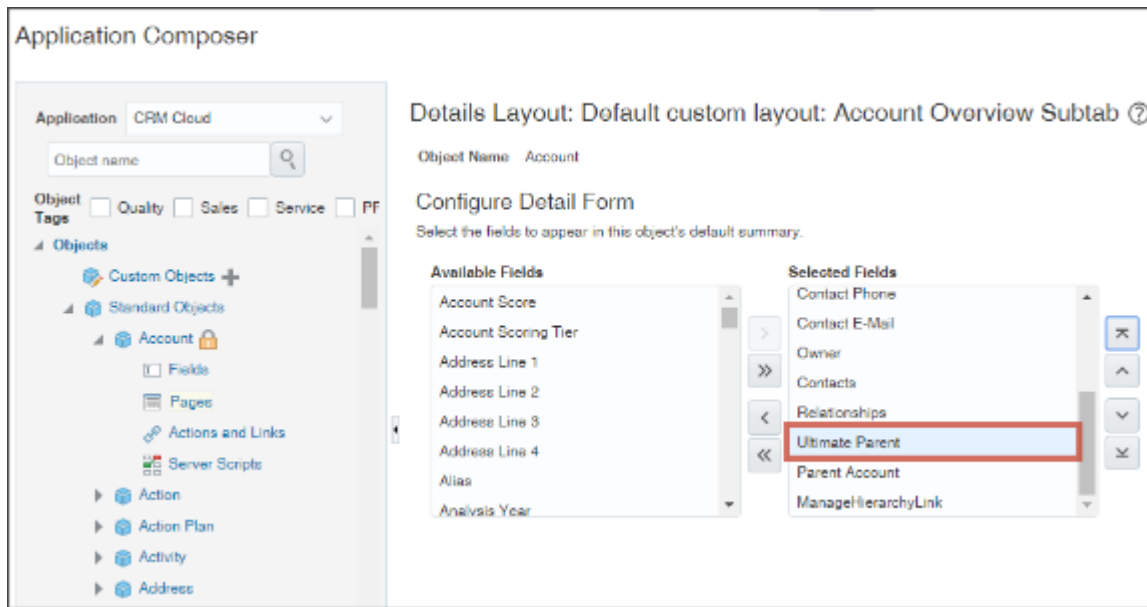 Application Composer
Application CRM Cloud
Object name
Object Tags Quality Sales Service PF
Objects
Custom Objects
Standard Objects
Account
Fields
Pages
Actions and Links
Server Scripts
Action
Action Plan
Activity
Address
Details Layout: Default custom layout: Account Overview Subtab
Object Name Account
Configure Detail Form
Select the fields to appear in this object's default summary.
Available Fields
Account Score
Account Scoring Tier
Address Line 1
Address Line 2
Address Line 3
Address Line 4
Alias
Analysis Year
Selected Fields
Contact Phone
Contact E-Mail
Owner
Contacts
Relationships
Ultimate Parent
Parent Account
ManageHierarchyLink